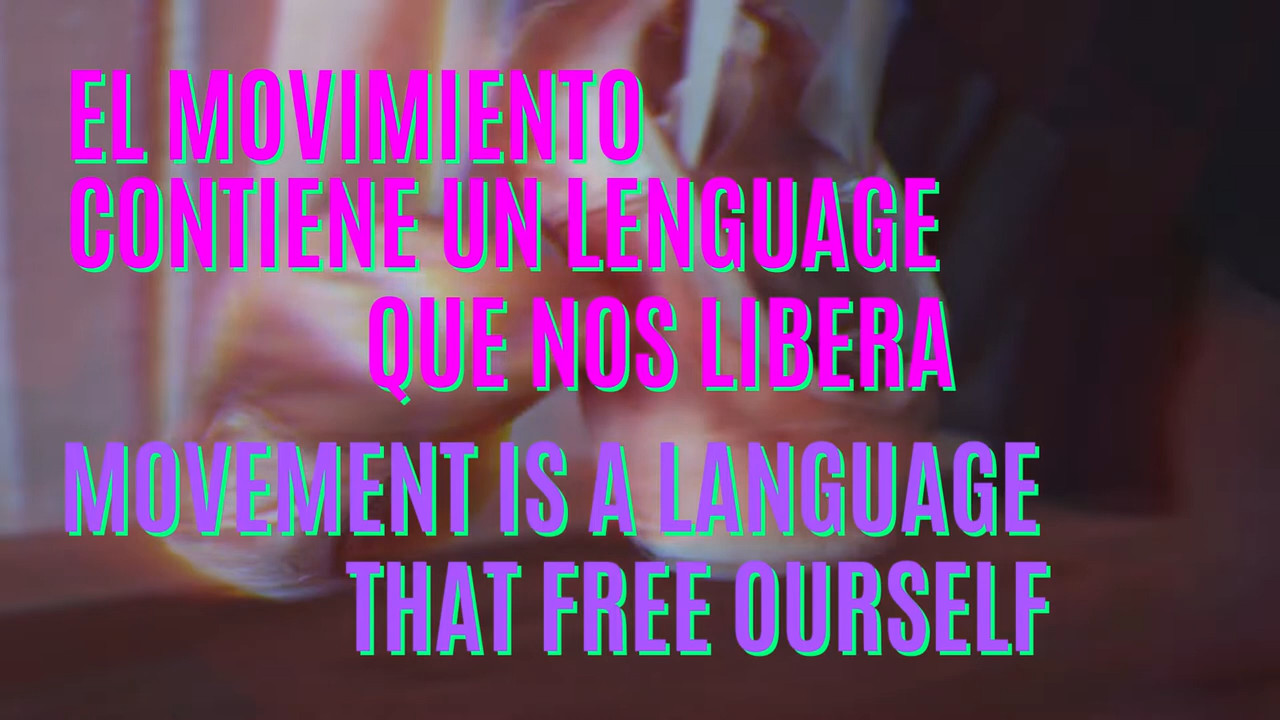 EL MOVIMIENTO
CONTIENE UN LENGUAGE
QUE NOS LIBERA
MOVEMENT IS A LANGUAGE
THAT FREE OURSELF